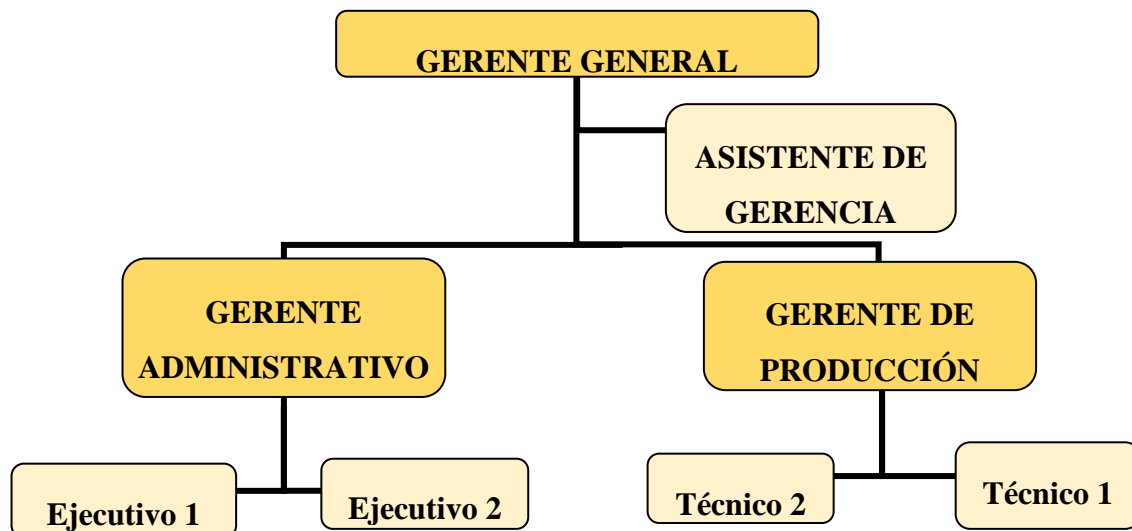 GERENTE GENERAL
ASISTENTE DE
GERENCIA
GERENTE
ADMINISTRATIVO
GERENTE DE
PRODUCCIÓN
Ejecutivo 1
Ejecutivo 2
Técnico 2
Técnico 1